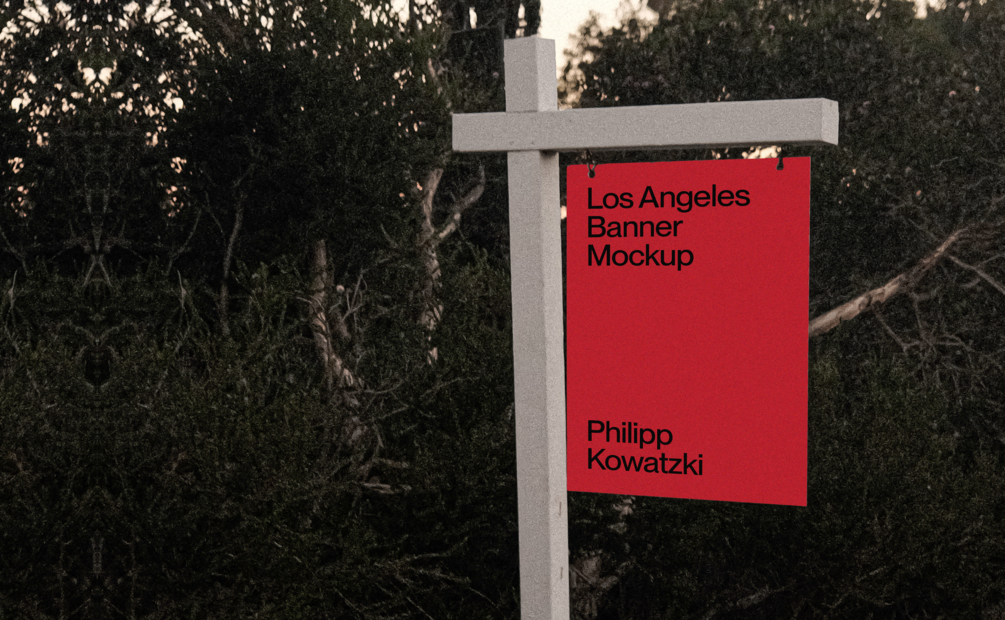 Los Angeles
Banner
Mockup
Philipp
Kowatzki